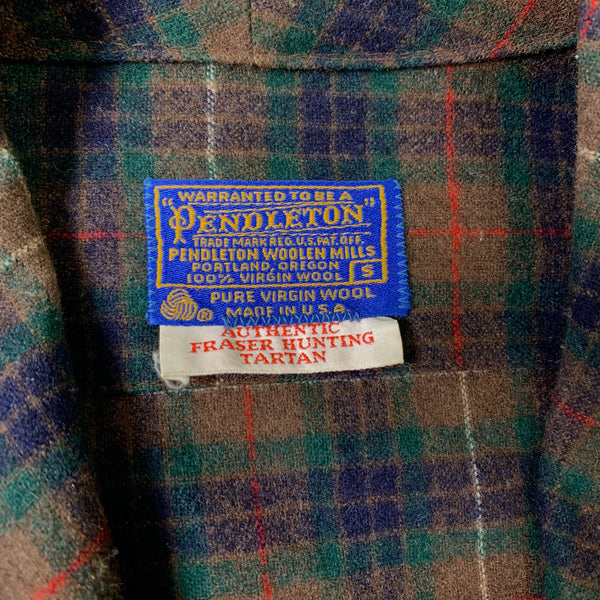 "WARRANTED TO BE A
PENDLETON"
TRADE MARK REG. U.S. PAT. OFF.
PENDLETON WOOLEN MILLS
PORTLAND, OREGON
100% VIRGIN WOOL S
® PURE VIRGIN WOOL
MADE IN U.S.A.
AUTHENTIC
FRASER HUNTING
TARTAN